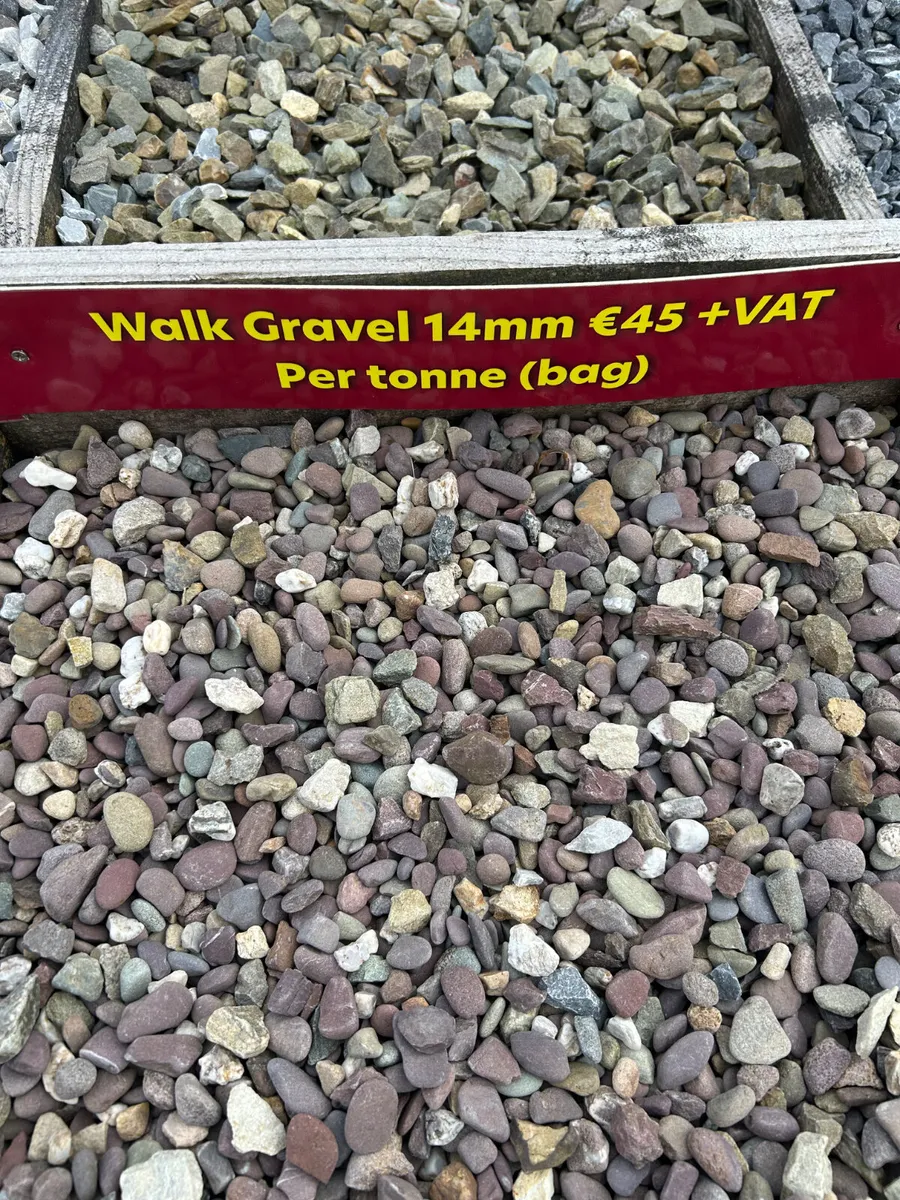 Walk Gravel 14mm €45 +VAT
Per tonne (bag)